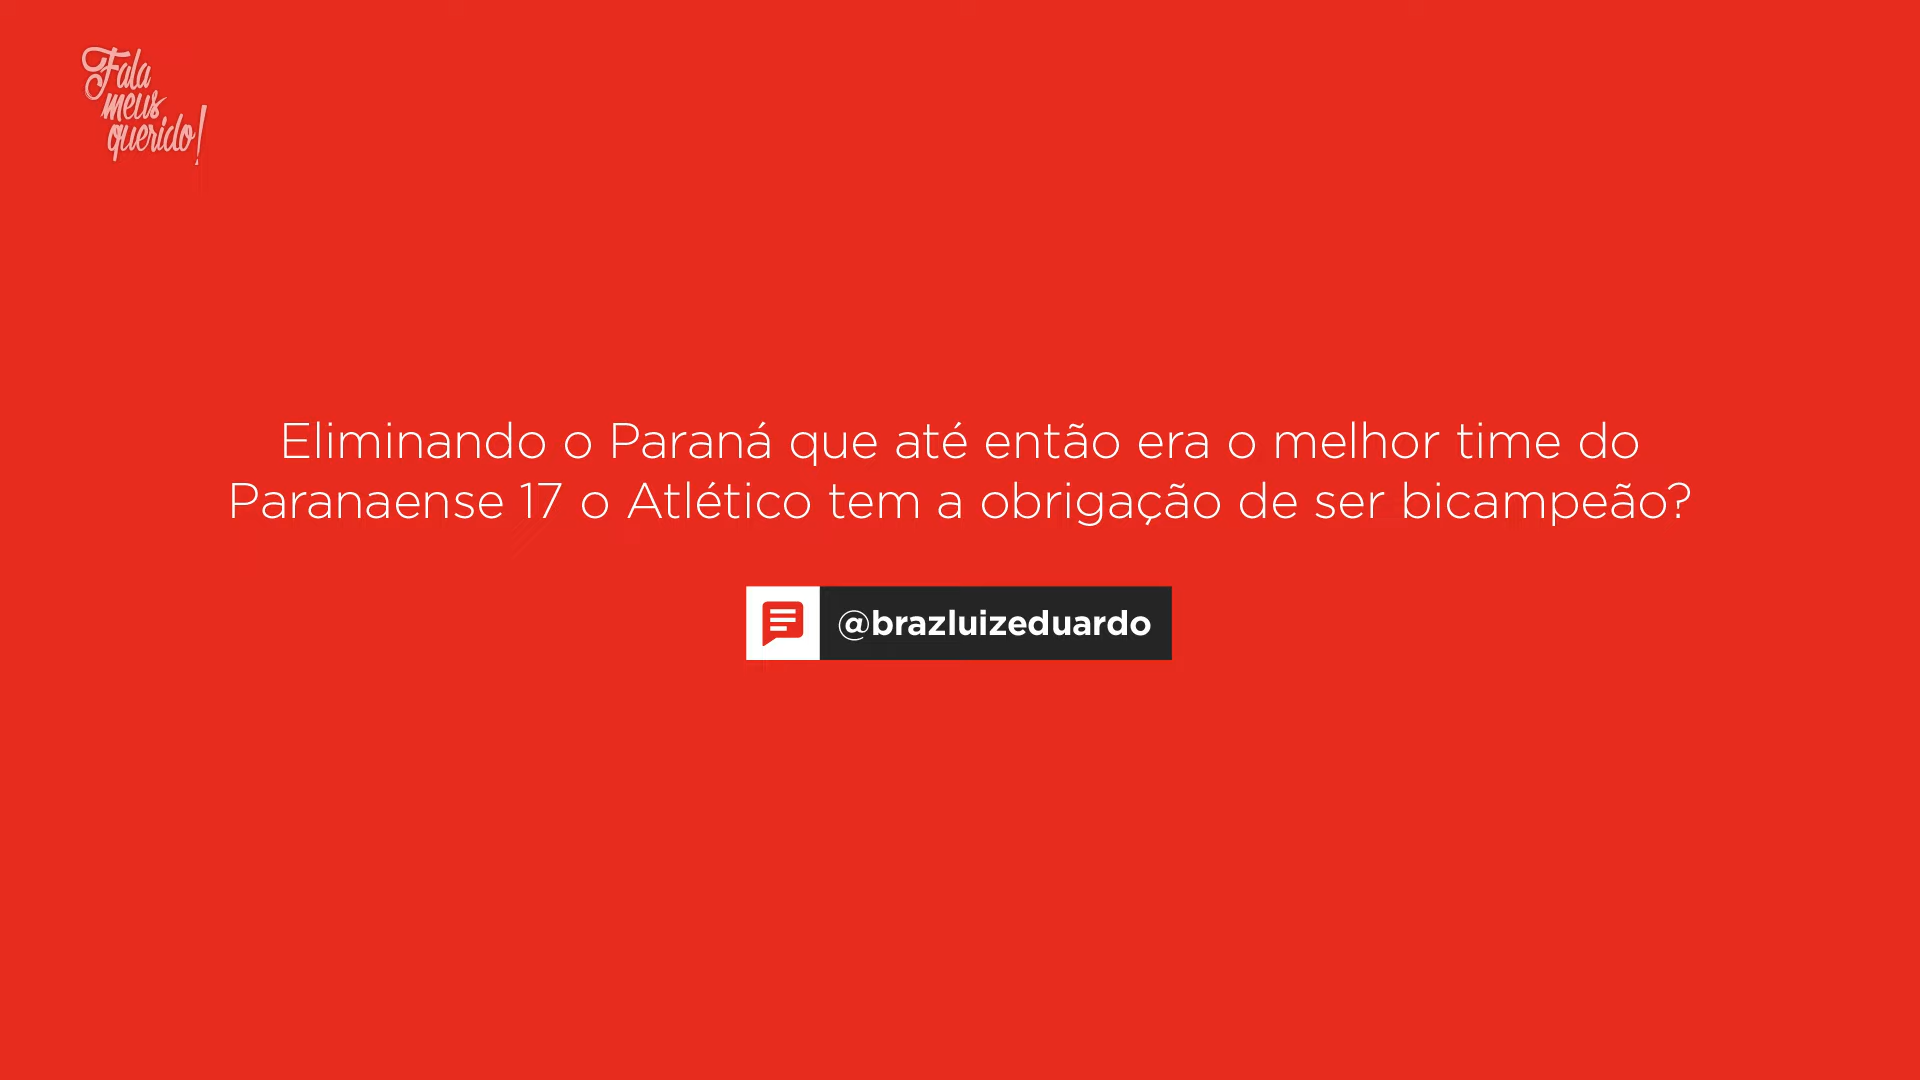 Fala
meus
querido!
Eliminando o Paraná que até então era o melhor time do
Paranaense 17 o Atlético tem a obrigação de ser bicampeão?
@brazluizeduardo